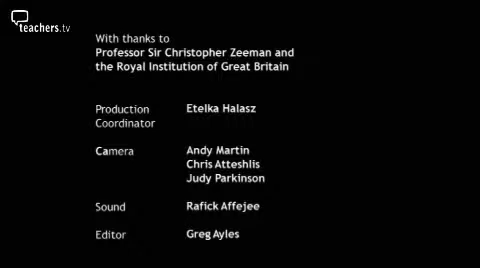 teachers.tv
With thanks to
Professor Sir Christopher Zeeman and
the Royal Institution of Great Britain
Production Etelka Halasz
Coordinator
Camera Andy Martin
Chris Atteshlis
Judy Parkinson
Sound Rafick Affejee
Editor Greg Ayles